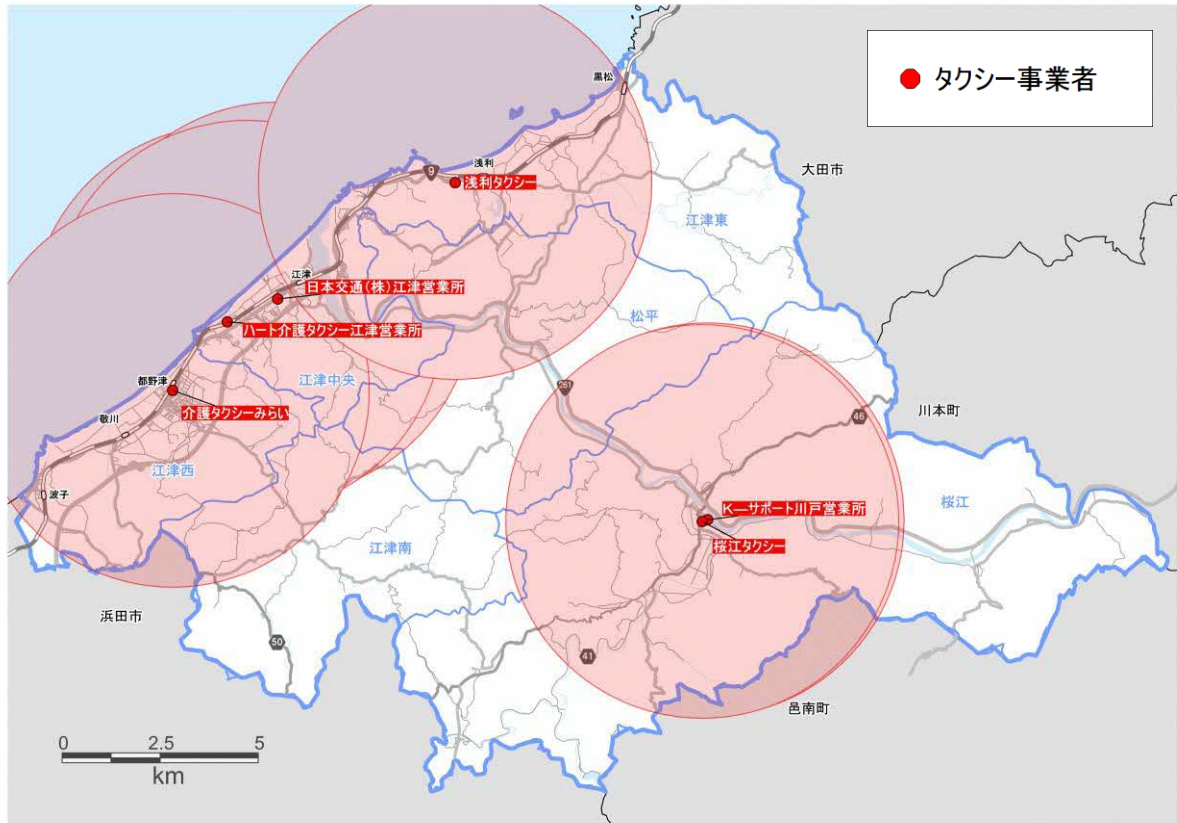 タクシー事業者
黒松
大田市
浅利
9
浅利タクシー
江津東
江津
日本交通(株)江津営業所
松平
ハート介護タクシー江津営業所
都野津
江津中央
261
介護タクシーみらい
川本町
46
敬川
江津西
波子
桜江
K―サポート川戸営業所
桜江タクシー
江津南
浜田市
50
41
邑南町
0 2.5 5
km